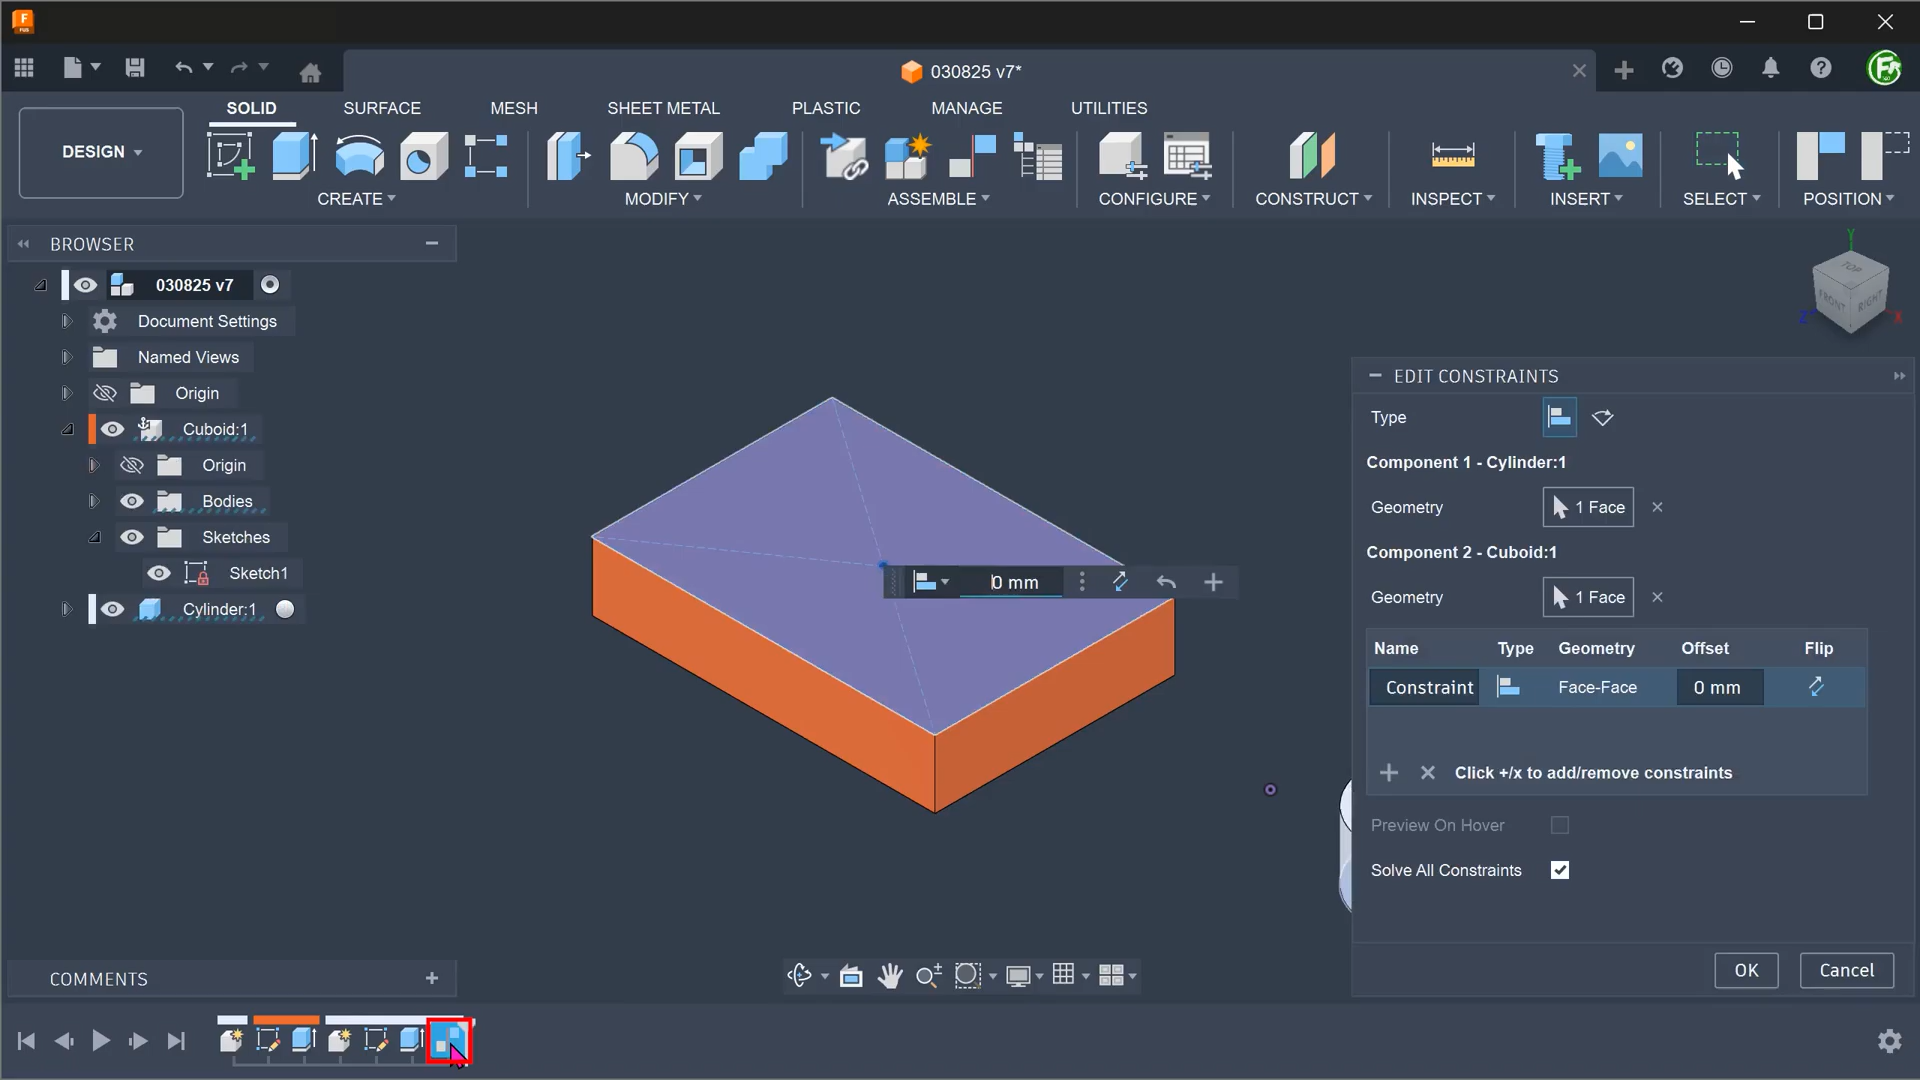 030825 v7*
SOLID SURFACE MESH SHEET METAL PLASTIC MANAGE UTILITIES
DESIGN
CREATE MODIFY ASSEMBLE CONFIGURE CONSTRUCT INSPECT INSERT SELECT POSITION
BROWSER
030825 v7
Document Settings
Named Views
Origin
Cuboid:1
Origin
Bodies
Sketches
Sketch1
Cylinder:1
Y
TOP
FRONT
RIGHT
Z
X
0 mm
EDIT CONSTRAINTS
Type
Component 1 - Cylinder:1
Geometry 1 Face
Component 2 - Cuboid:1
Geometry 1 Face
Name Type Geometry Offset Flip
Constraint Face-Face 0 mm
Click +/x to add/remove constraints
Preview On Hover
Solve All Constraints
OK Cancel
COMMENTS